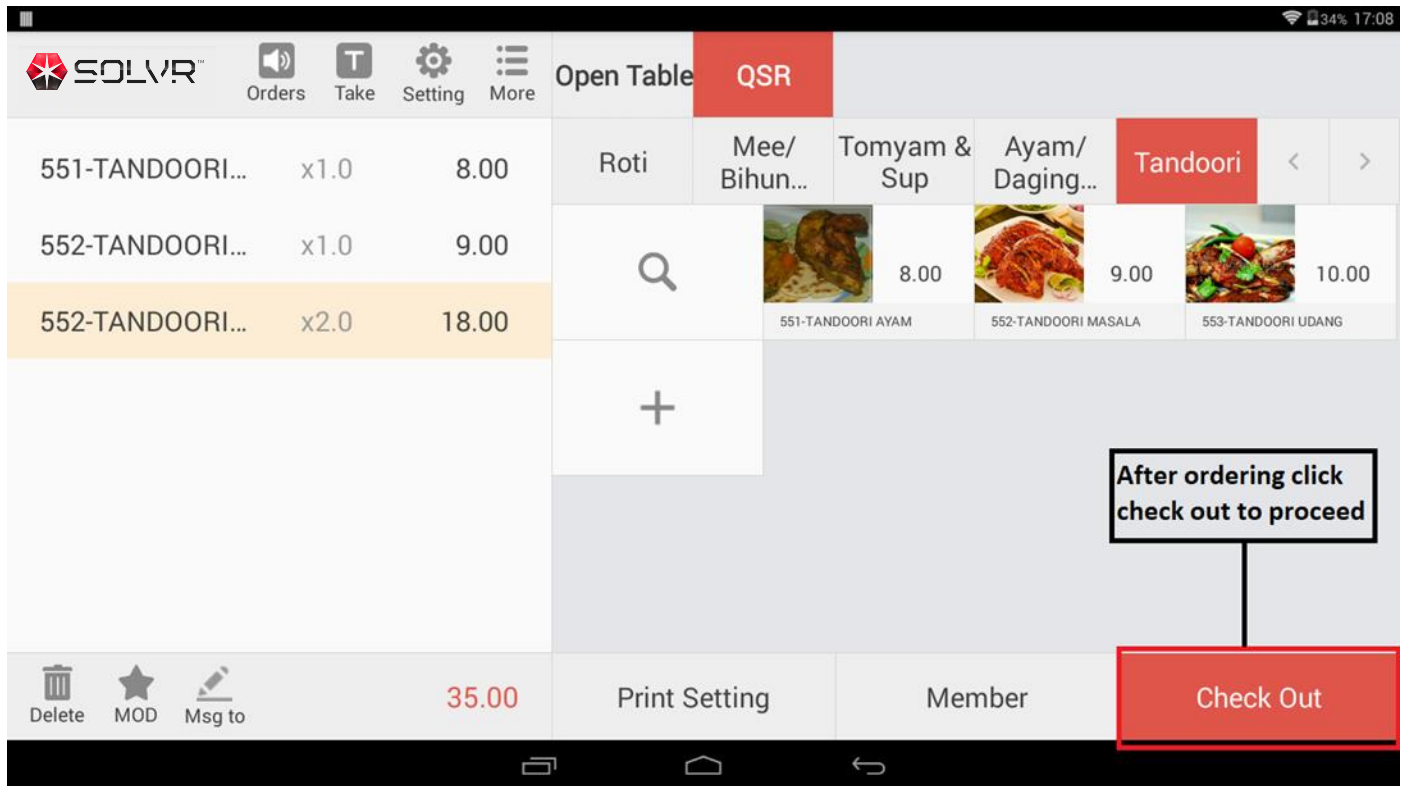 34% 17:08
SOLVR™
Orders Take Setting More
Open Table QSR
551-TANDOORI... x1.0 8.00
552-TANDOORI... x1.0 9.00
552-TANDOORI... x2.0 18.00
Roti
Mee/
Bihun...
Tomyam &
Sup
Ayam/
Daging...
Tandoori < >
8.00
551-TANDOORI AYAM
9.00
552-TANDOORI MASALA
10.00
553-TANDOORI UDANG
After ordering click
check out to proceed
Delete MOD Msg to 35.00
Print Setting Member Check Out